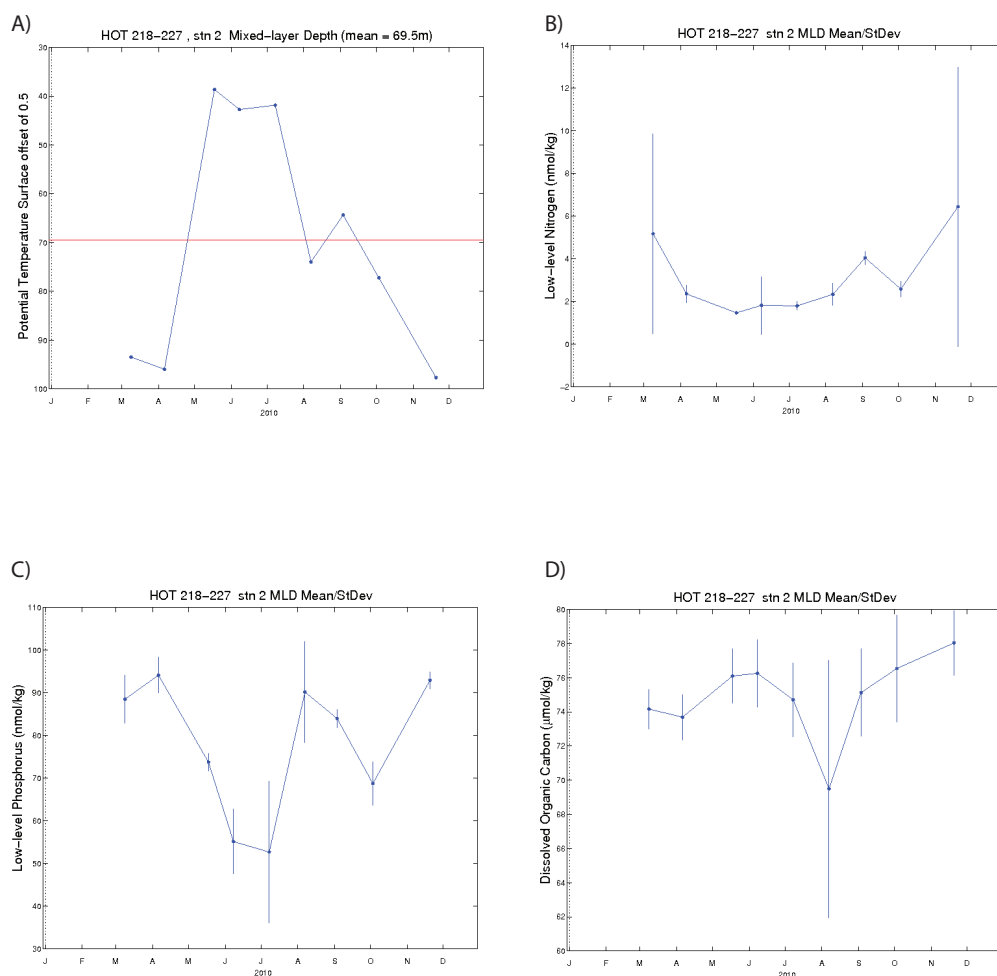 A)
HOT 218-227 , stn 2 Mixed-layer Depth (mean = 69.5m)
Potential Temperature Surface offset of 0.5
30
40
50
60
70
80
90
100
J F M A M J J A S O N D
2010
B)
HOT 218-227 stn 2 MLD Mean/StDev
Low-level Nitrogen (nmol/kg)
14
12
10
8
6
4
2
0
-2
J F M A M J J A S O N D
2010
C)
HOT 218-227 stn 2 MLD Mean/StDev
Low-level Phosphorus (nmol/kg)
110
100
90
80
70
60
50
40
30
J F M A M J J A S O N D
2010
D)
HOT 218-227 stn 2 MLD Mean/StDev
Dissolved Organic Carbon (μmol/kg)
80
78
76
74
72
70
68
66
64
62
60
J F M A M J J A S O N D
2010